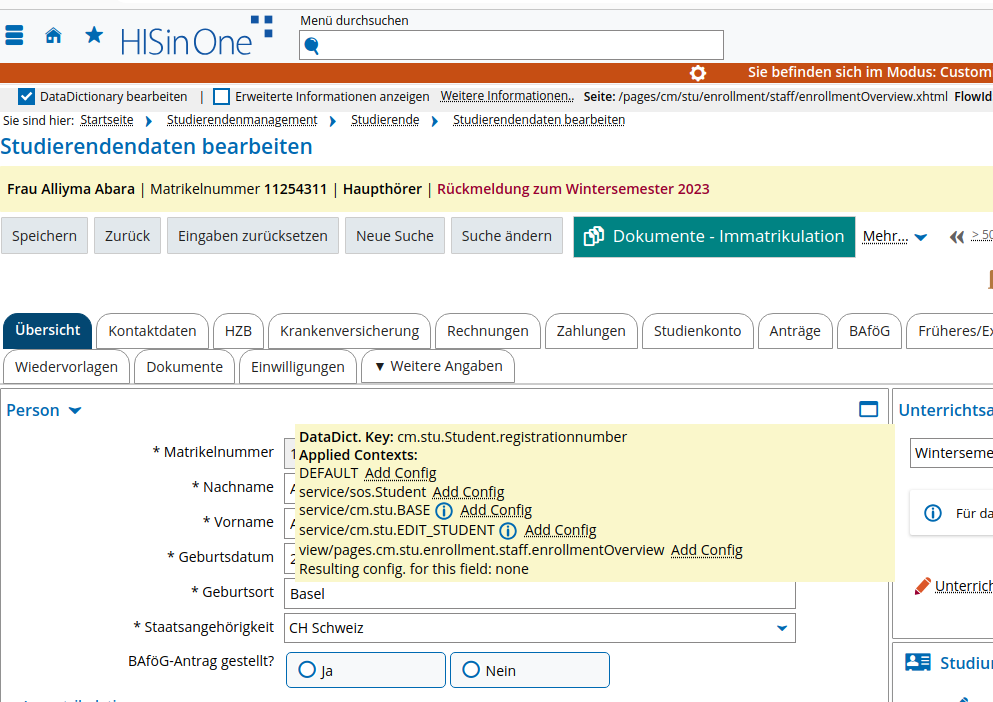 HISinOne
Menü durchsuchen
Sie befinden sich im Modus: Custom
DataDictionary bearbeiten | Erweiterte Informationen anzeigen Weitere Informationen.. Seite: /pages/cm/stu/enrollment/staff/enrollmentOverview.xhtml FlowId
Sie sind hier: Startseite Studierendenmanagement Studierende Studierendendaten bearbeiten
Studierendendaten bearbeiten
Frau Alliyma Abara | Matrikelnummer 11254311 | Haupthörer | Rückmeldung zum Wintersemester 2023
Speichern Zurück Eingaben zurücksetzen Neue Suche Suche ändern Dokumente - Immatrikulation Mehr... > 50
Übersicht Kontaktdaten HZB Krankenversicherung Rechnungen Zahlungen Studienkonto Anträge BAföG Früheres/Ex
Wiedervorlagen Dokumente Einwilligungen ▼ Weitere Angaben
Person
Unterrichtsa
DataDict. Key: cm.stu.Student.registrationnumber
* Matrikelnummer 1 Applied Contexts:
Winterseme
DEFAULT Add Config
* Nachname A service/sos.Student Add Config
service/cm.stu.BASE Add Config
Für da
* Vorname A service/cm.stu.EDIT_STUDENT Add Config
* Geburtsdatum 2 view/pages.cm.stu.enrollment.staff.enrollmentOverview Add Config
Resulting config. for this field: none
* Geburtsort Basel
Unterrich
* Staatsangehörigkeit CH Schweiz
BAföG-Antrag gestellt? Ja Nein
Studiur